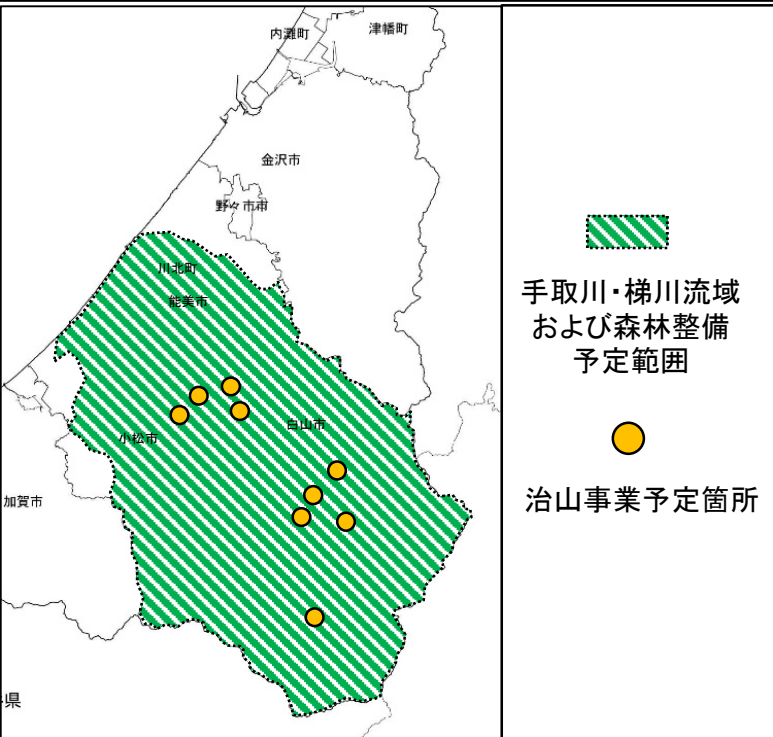 内灘町
津幡町
金沢市
野々市市
川北町
能美市
小松市
白山市
加賀市
県
手取川・梯川流域
および森林整備
予定範囲
治山事業予定箇所